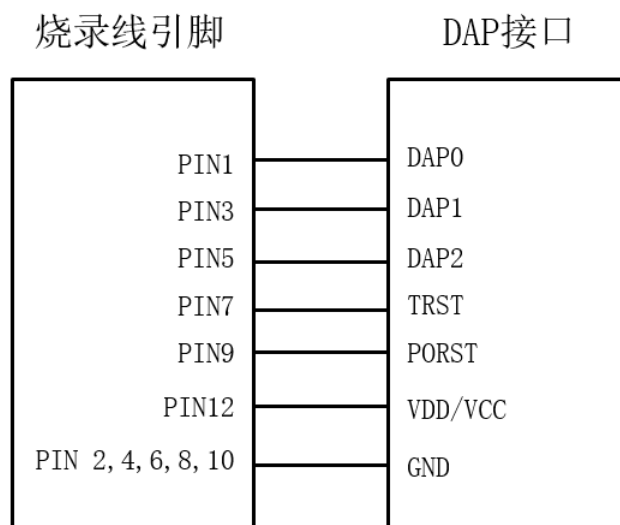 烧录线引脚 DAP接口
PIN1 DAP0
PIN3 DAP1
PIN5 DAP2
PIN7 TRST
PIN9 PORST
PIN12 VDD/VCC
PIN 2,4,6,8,10 GND